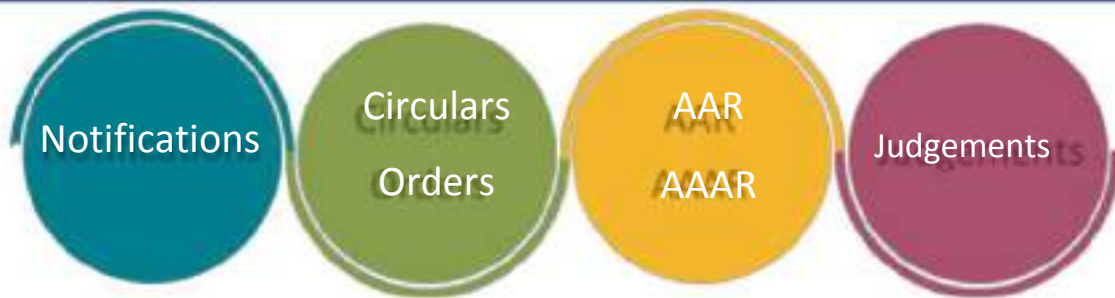 Notifications
Circulars
Orders
AAR
AAAR
Judgements